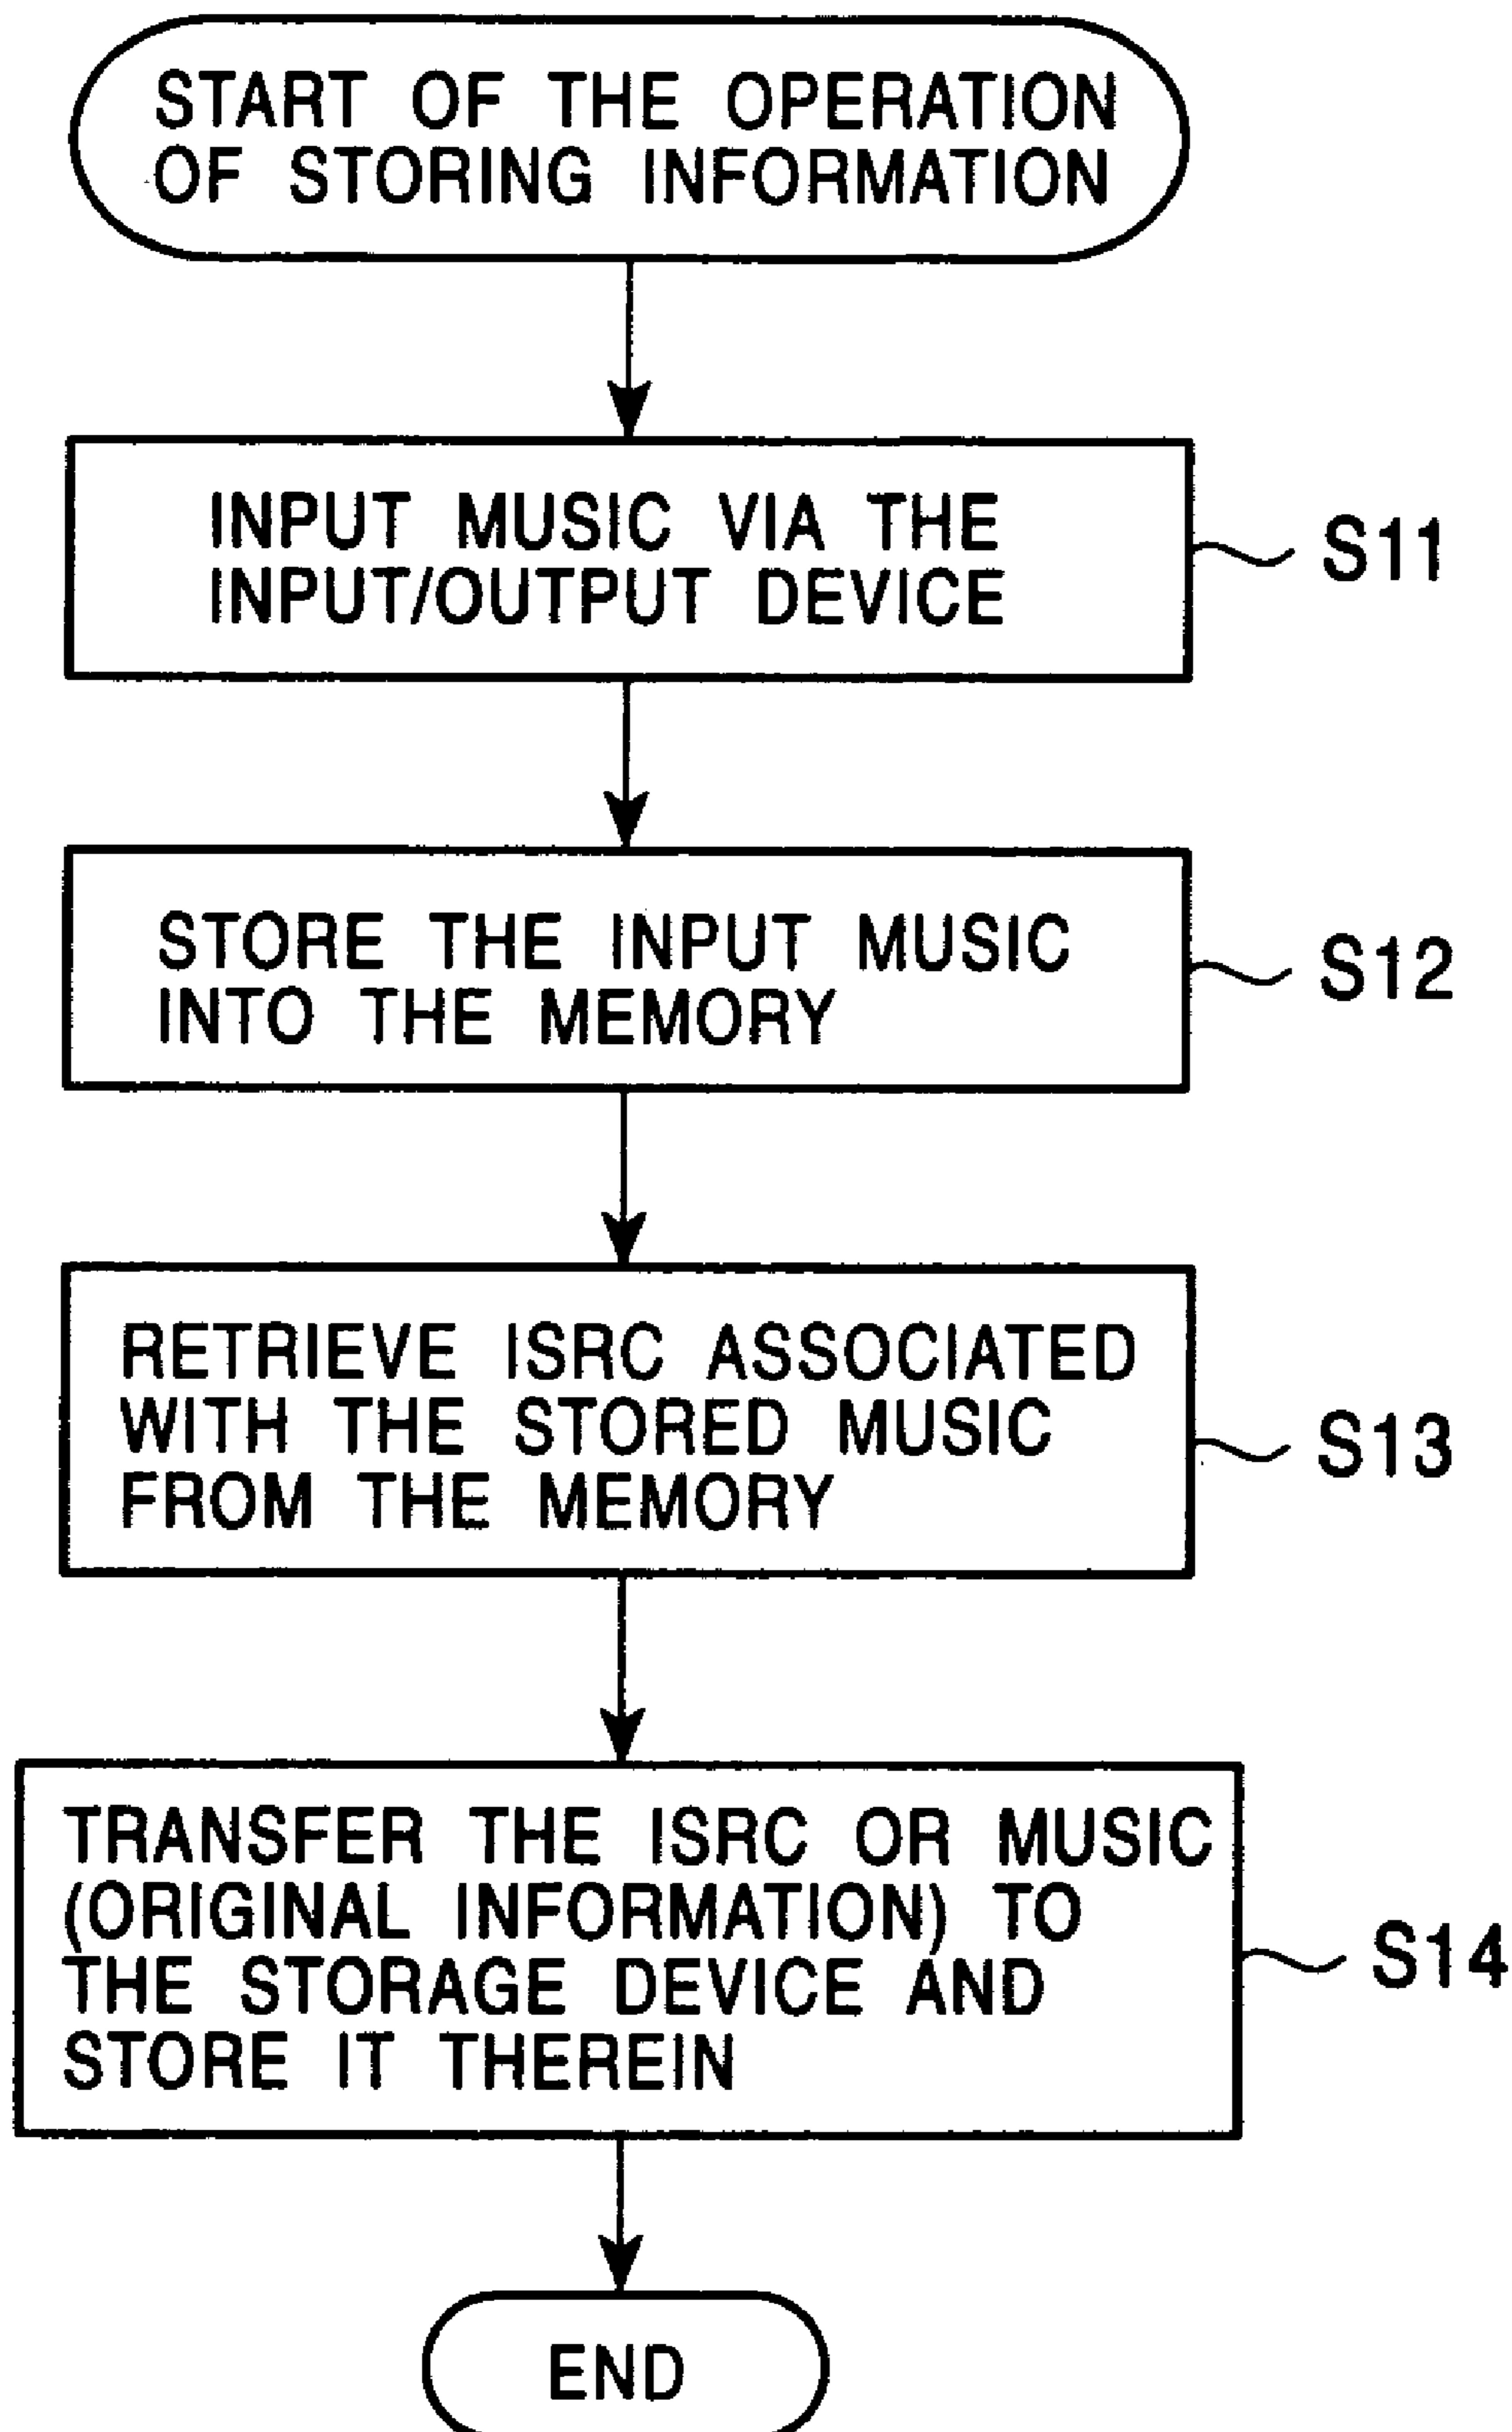 START OF THE OPERATION
OF STORING INFORMATION
INPUT MUSIC VIA THE
INPUT/OUTPUT DEVICE
S11
STORE THE INPUT MUSIC
INTO THE MEMORY
S12
RETRIEVE ISRC ASSOCIATED
WITH THE STORED MUSIC
FROM THE MEMORY
S13
TRANSFER THE ISRC OR MUSIC
(ORIGINAL INFORMATION) TO
THE STORAGE DEVICE AND
STORE IT THEREIN
S14
END